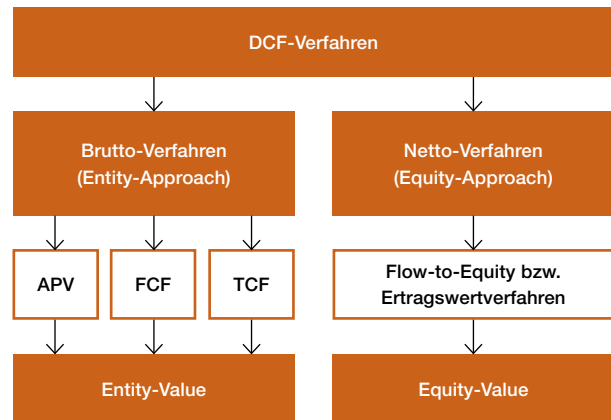 DCF-Verfahren
Brutto-Verfahren
(Entity-Approach)
Netto-Verfahren
(Equity-Approach)
APV
FCF
TCF
Flow-to-Equity bzw.
Ertragswertverfahren
Entity-Value
Equity-Value